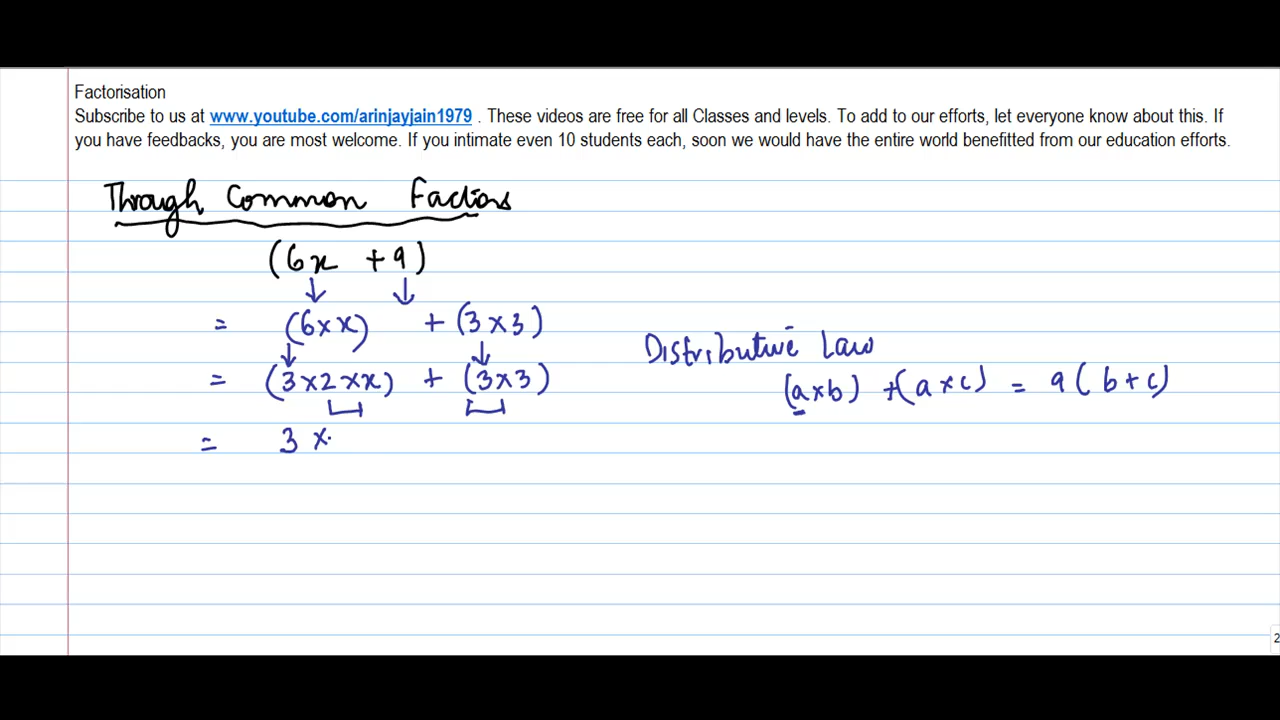 Factorisation
Subscribe to us at www.youtube.com/arinjayjain1979 . These videos are free for all Classes and levels. To add to our efforts, let everyone know about this. If
you have feedbacks, you are most welcome. If you intimate even 10 students each, soon we would have the entire world benefitted from our education efforts.
Through Common Factors
(6x + 9)
= (6×x) + (3×3)
Distributive Law
= (3×2×x) + (3×3)
(a×b) + (a×c) = a(b+c)
= 3 ×
2